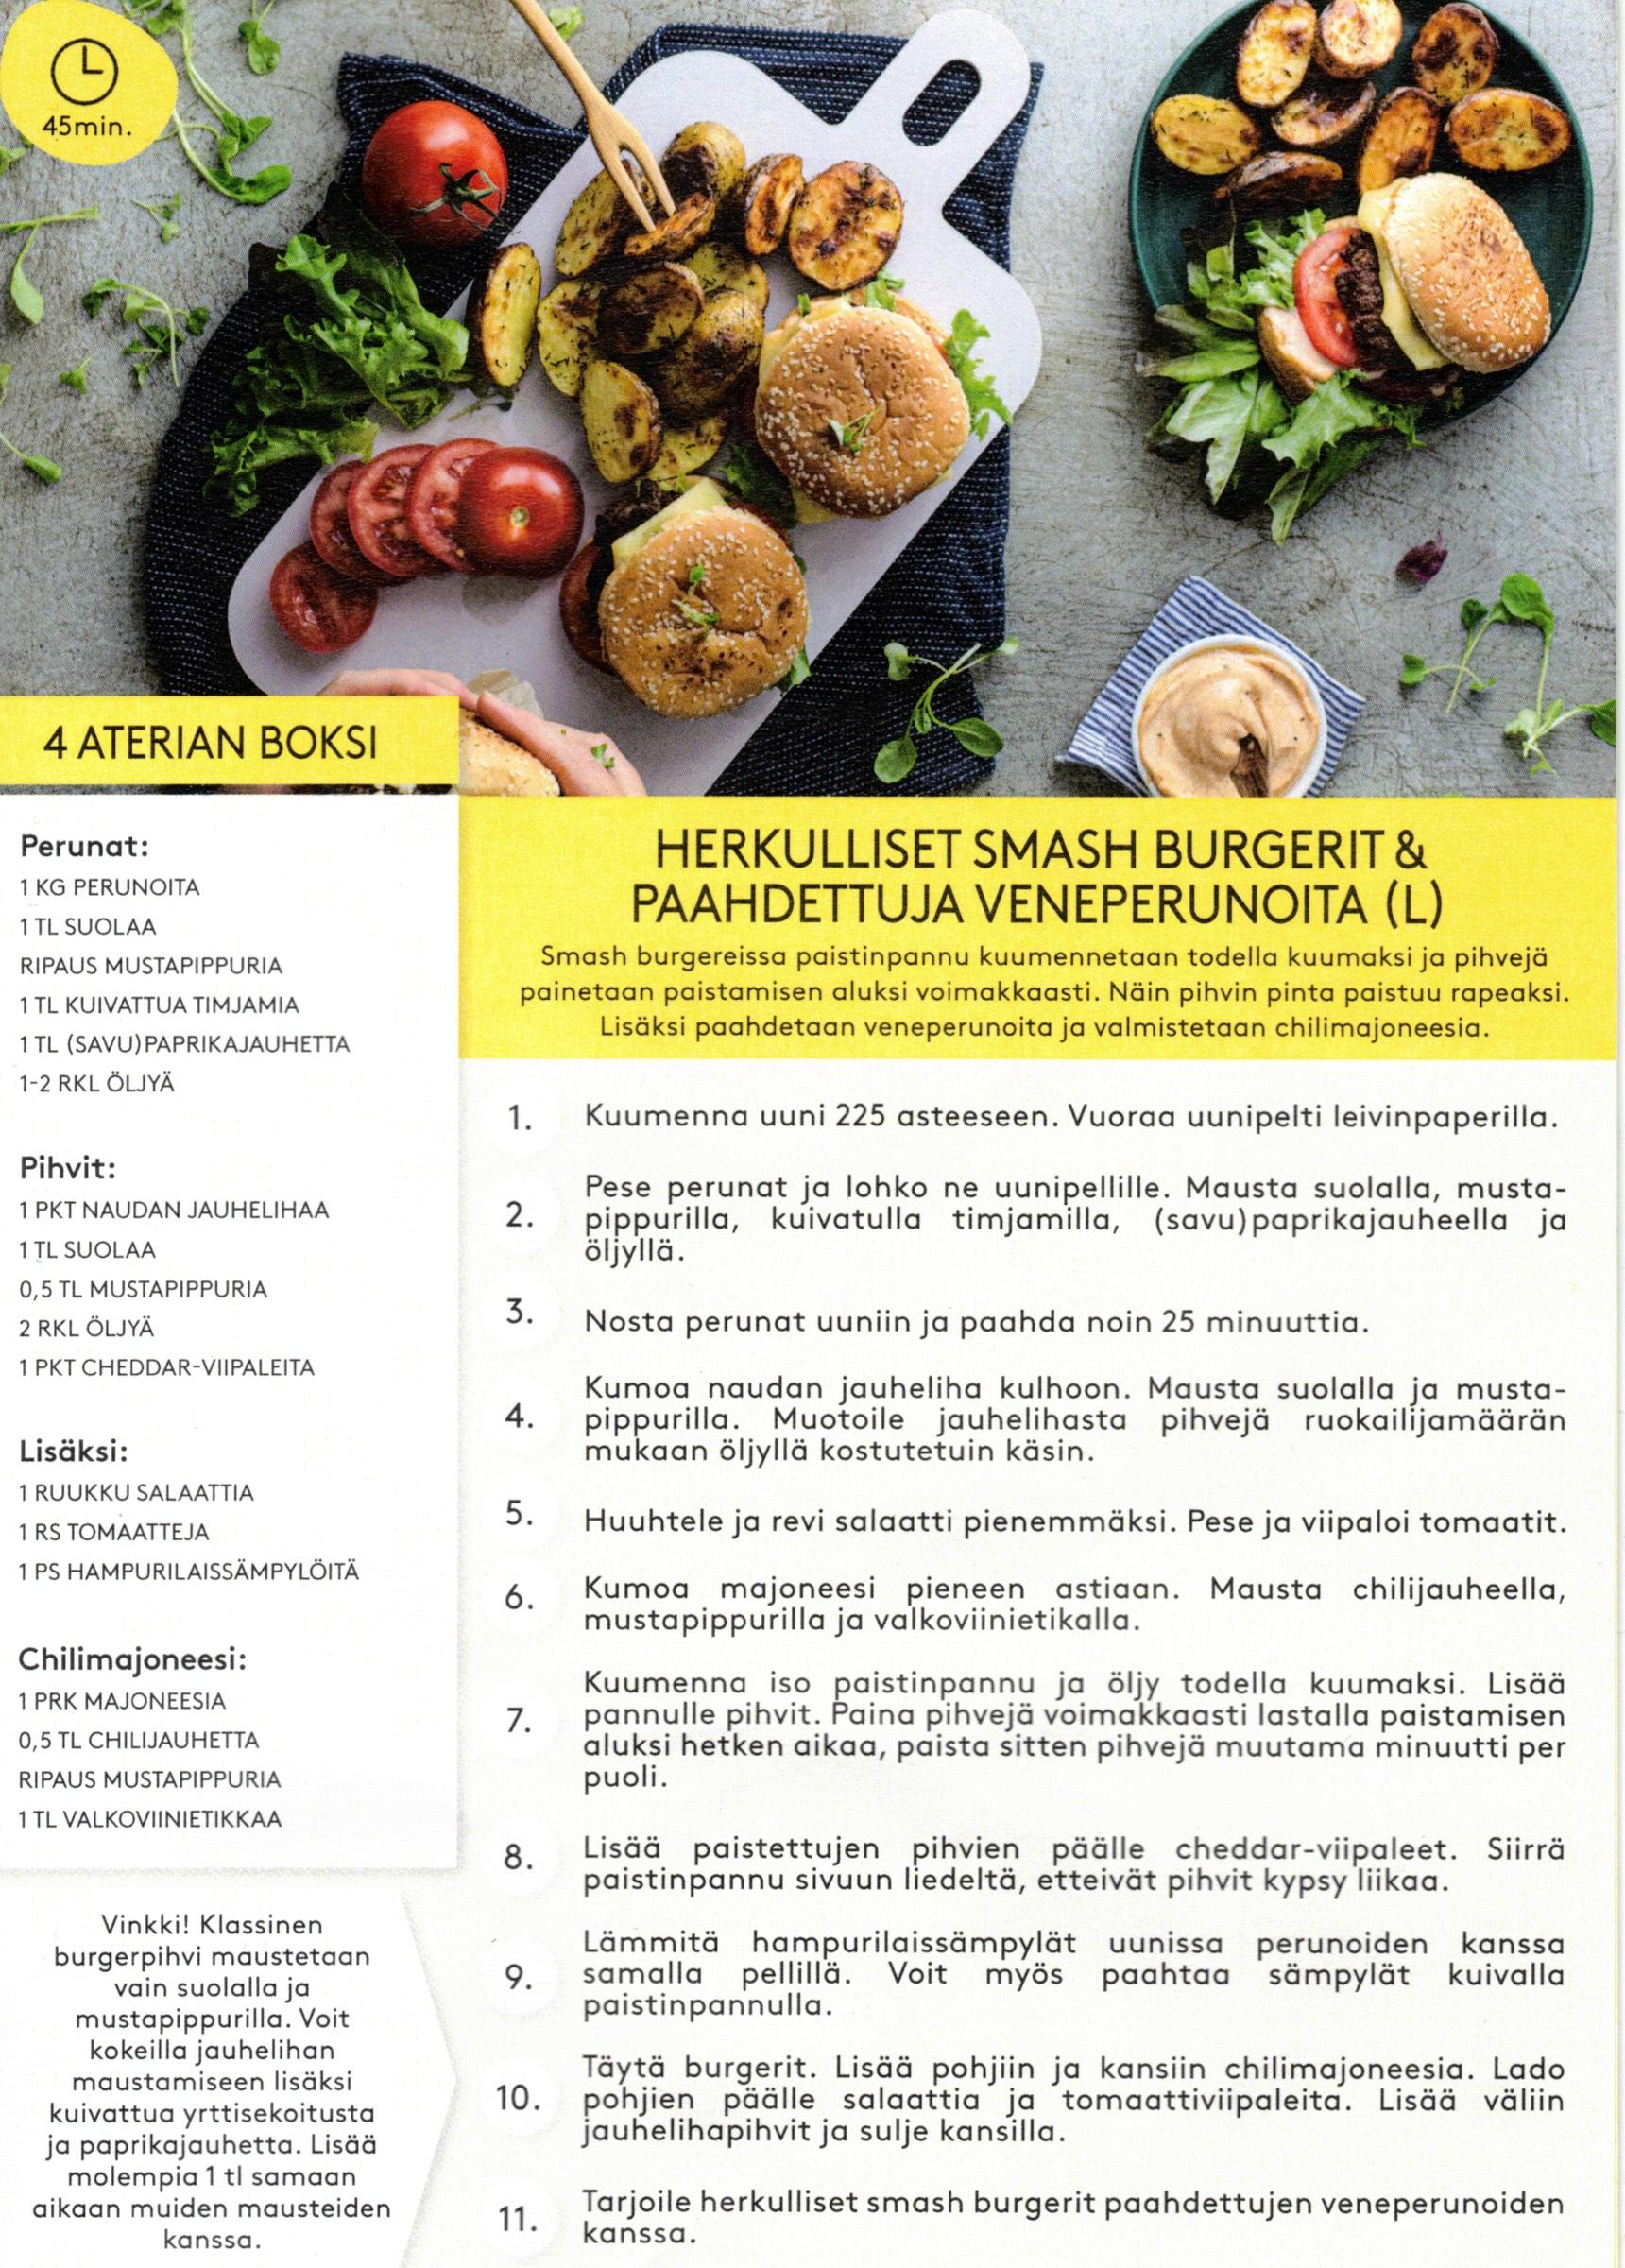 45min.
4 ATERIAN BOKSI
Perunat:
1 KG PERUNOITA
1 TL SUOLAA
RIPAUS MUSTAPIPPURIA
1 TL KUIVATTUA TIMJAMIA
1 TL (SAVU)PAPRIKAJAUHETTA
1-2 RKL ÖLJYÄ
Pihvit:
1 PKT NAUDAN JAUHELIHAA
1 TL SUOLAA
0,5 TL MUSTAPIPPURIA
2 RKL ÖLJYÄ
1 PKT CHEDDAR-VIIPALEITA
Lisäksi:
1 RUUKKU SALAATTIA
1 RS TOMAATTEJA
1 PS HAMPURILAISSÄMPYLÖITÄ
Chilimajoneesi:
1 PRK MAJONEESIA
0,5 TL CHILIJAUHETTA
RIPAUS MUSTAPIPPURIA
1 TL VALKOVIINIETIKKAA
Vinkki! Klassinen
burgerpihvi maustetaan
vain suolalla ja
mustapippurilla. Voit
kokeilla jauhelihan
maustamiseen lisäksi
kuivattua yrttisekoitusta
ja paprikajauhetta. Lisää
molempia 1 tl samaan
aikaan muiden mausteiden
kanssa.
HERKULLISET SMASH BURGERIT &
PAAHDETTUJA VENEPERUNOITA (L)
Smash burgereissa paistinpannu kuumennetaan todella kuumaksi ja pihvejä
painetaan paistamisen aluksi voimakkaasti. Näin pihvin pinta paistuu rapeaksi.
Lisäksi paahdetaan veneperunoita ja valmistetaan chilimajoneesia.
1. Kuumenna uuni 225 asteeseen. Vuoraa uunipelti leivinpaperilla.
2. Pese perunat ja lohko ne uunipellille. Mausta suolalla, musta-
pippurilla, kuivatulla timjamilla, (savu)paprikajauheella ja
öljyllä.
3. Nosta perunat uuniin ja paahda noin 25 minuuttia.
4. Kumoa naudan jauheliha kulhoon. Mausta suolalla ja musta-
pippurilla. Muotoile jauhelihasta pihvejä ruokailijamäärän
mukaan öljyllä kostutetuin käsin.
5. Huuhtele ja revi salaatti pienemmäksi. Pese ja viipaloi tomaatit.
6. Kumoa majoneesi pieneen astiaan. Mausta chilijauheella,
mustapippurilla ja valkoviinietikalla.
7. Kuumenna iso paistinpannu ja öljy todella kuumaksi. Lisää
pannulle pihvit. Paina pihvejä voimakkaasti lastalla paistamisen
aluksi hetken aikaa, paista sitten pihvejä muutama minuutti per
puoli.
8. Lisää paistettujen pihvien päälle cheddar-viipaleet. Siirrä
paistinpannu sivuun liedeltä, etteivät pihvit kypsy liikaa.
9. Lämmitä hampurilaissämpylät uunissa perunoiden kanssa
samalla pellillä. Voit myös paahtaa sämpylät kuivalla
paistinpannulla.
10. Täytä burgerit. Lisää pohjiin ja kansiin chilimajoneesia. Lado
pohjien päälle salaattia ja tomaattiviipaleita. Lisää väliin
jauhelihapihvit ja sulje kansilla.
11. Tarjoile herkulliset smash burgerit paahdettujen veneperunoiden
kanssa.